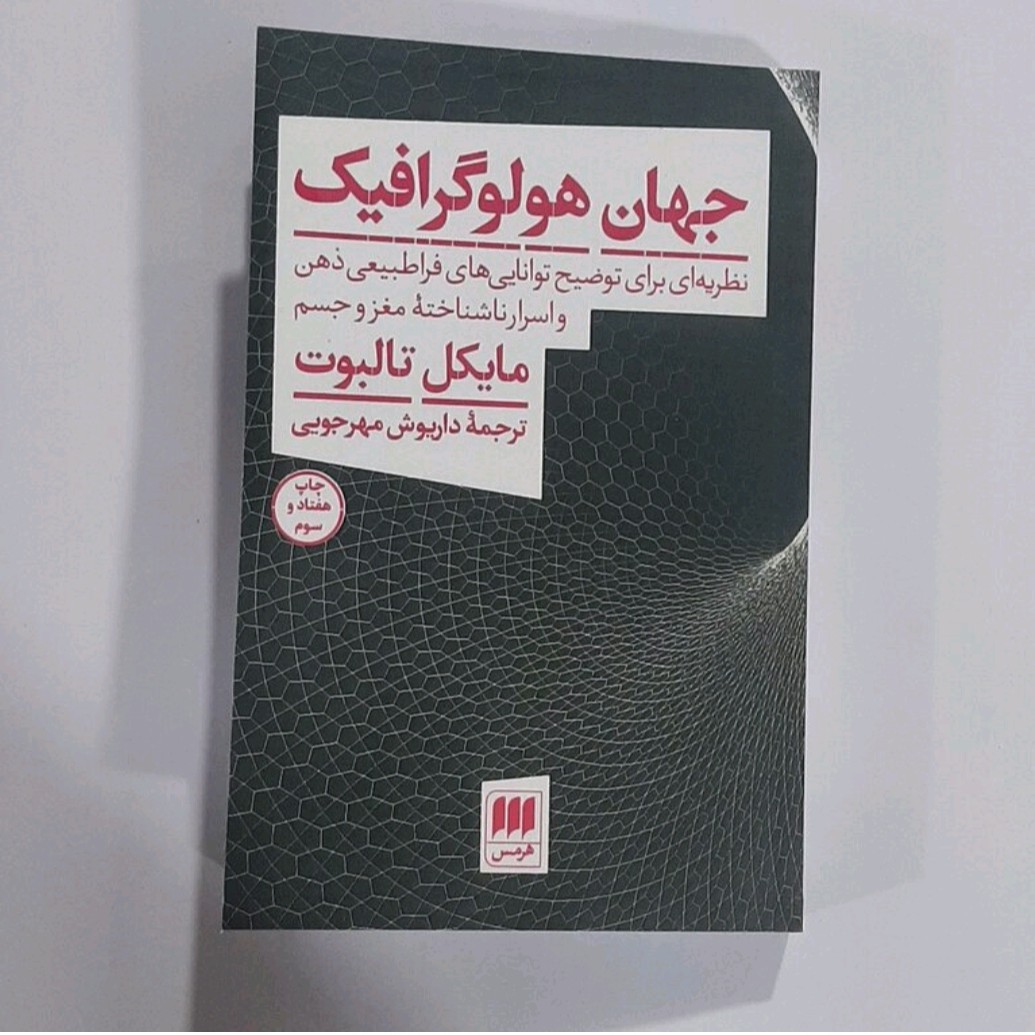 جهان هولوگرافیک
نظریه‌ای برای توضیح توانایی‌های فراطبیعی ذهن
و اسرار ناشناختهٔ مغز و جسم
مایکل تالبوت
ترجمهٔ داریوش مهرجویی
چاپ
هفتاد و
سوم
هرمس